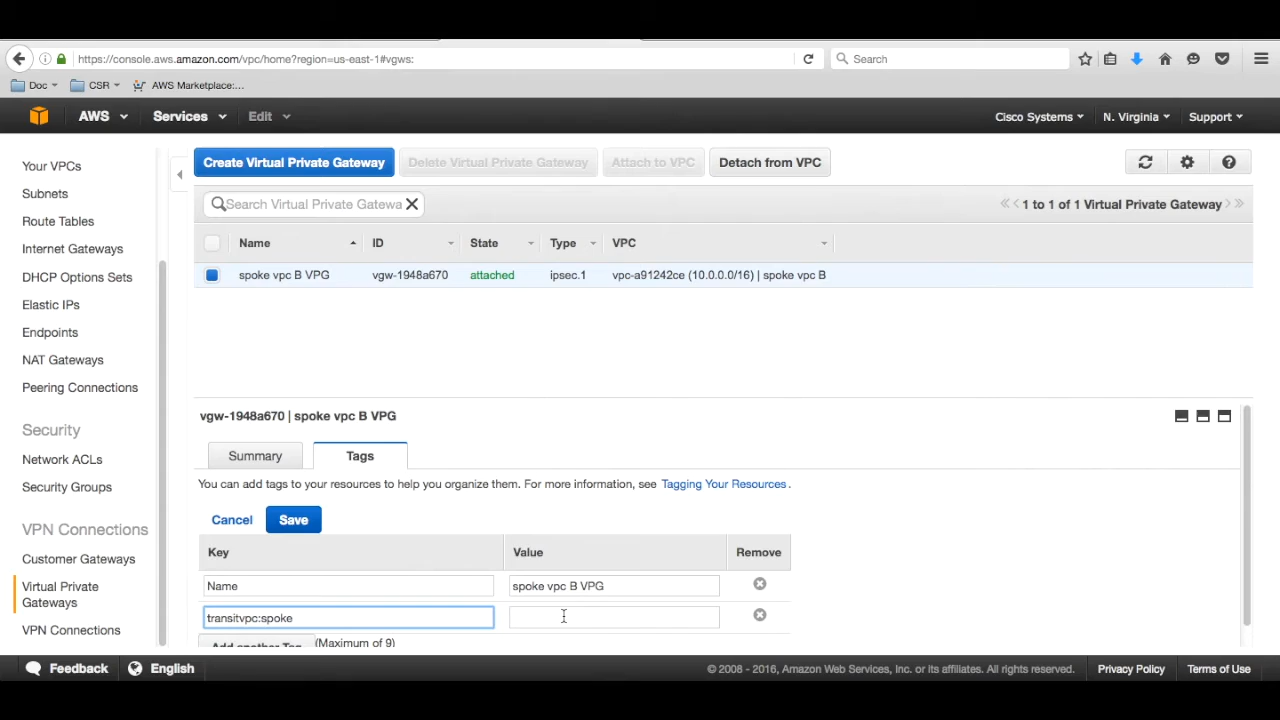 https://console.aws.amazon.com/vpc/home?region=us-east-1#vgws:
Search
Doc
CSR
AWS Marketplace:...
AWS
Services
Edit
Cisco Systems
N. Virginia
Support
Your VPCs
Subnets
Route Tables
Internet Gateways
DHCP Options Sets
Elastic IPs
Endpoints
NAT Gateways
Peering Connections
Security
Network ACLs
Security Groups
VPN Connections
Customer Gateways
Virtual Private
Gateways
VPN Connections
Create Virtual Private Gateway
Delete Virtual Private Gateway
Attach to VPC
Detach from VPC
Search Virtual Private Gatewa
1 to 1 of 1 Virtual Private Gateway
Name ID State Type VPC
spoke vpc B VPG vgw-1948a670 attached ipsec.1 vpc-a91242ce (10.0.0.0/16) | spoke vpc B
vgw-1948a670 | spoke vpc B VPG
Summary
Tags
You can add tags to your resources to help you organize them. For more information, see Tagging Your Resources .
Cancel
Save
Key Value Remove
Name spoke vpc B VPG
transitvpc:spoke
Add another Tag (Maximum of 9)
Feedback
English
© 2008 - 2016, Amazon Web Services, Inc. or its affiliates. All rights reserved.
Privacy Policy
Terms of Use